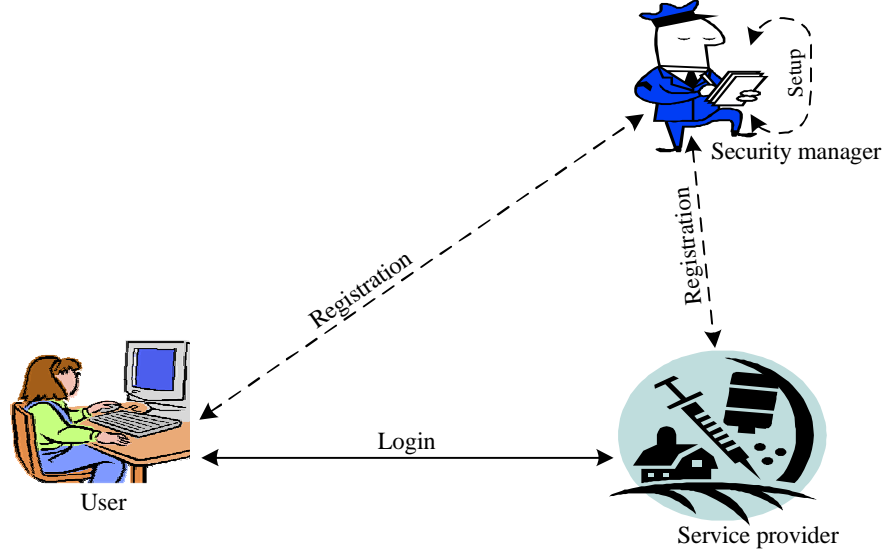 Setup
Security manager
Registration
Registration
Login
User
Service provider